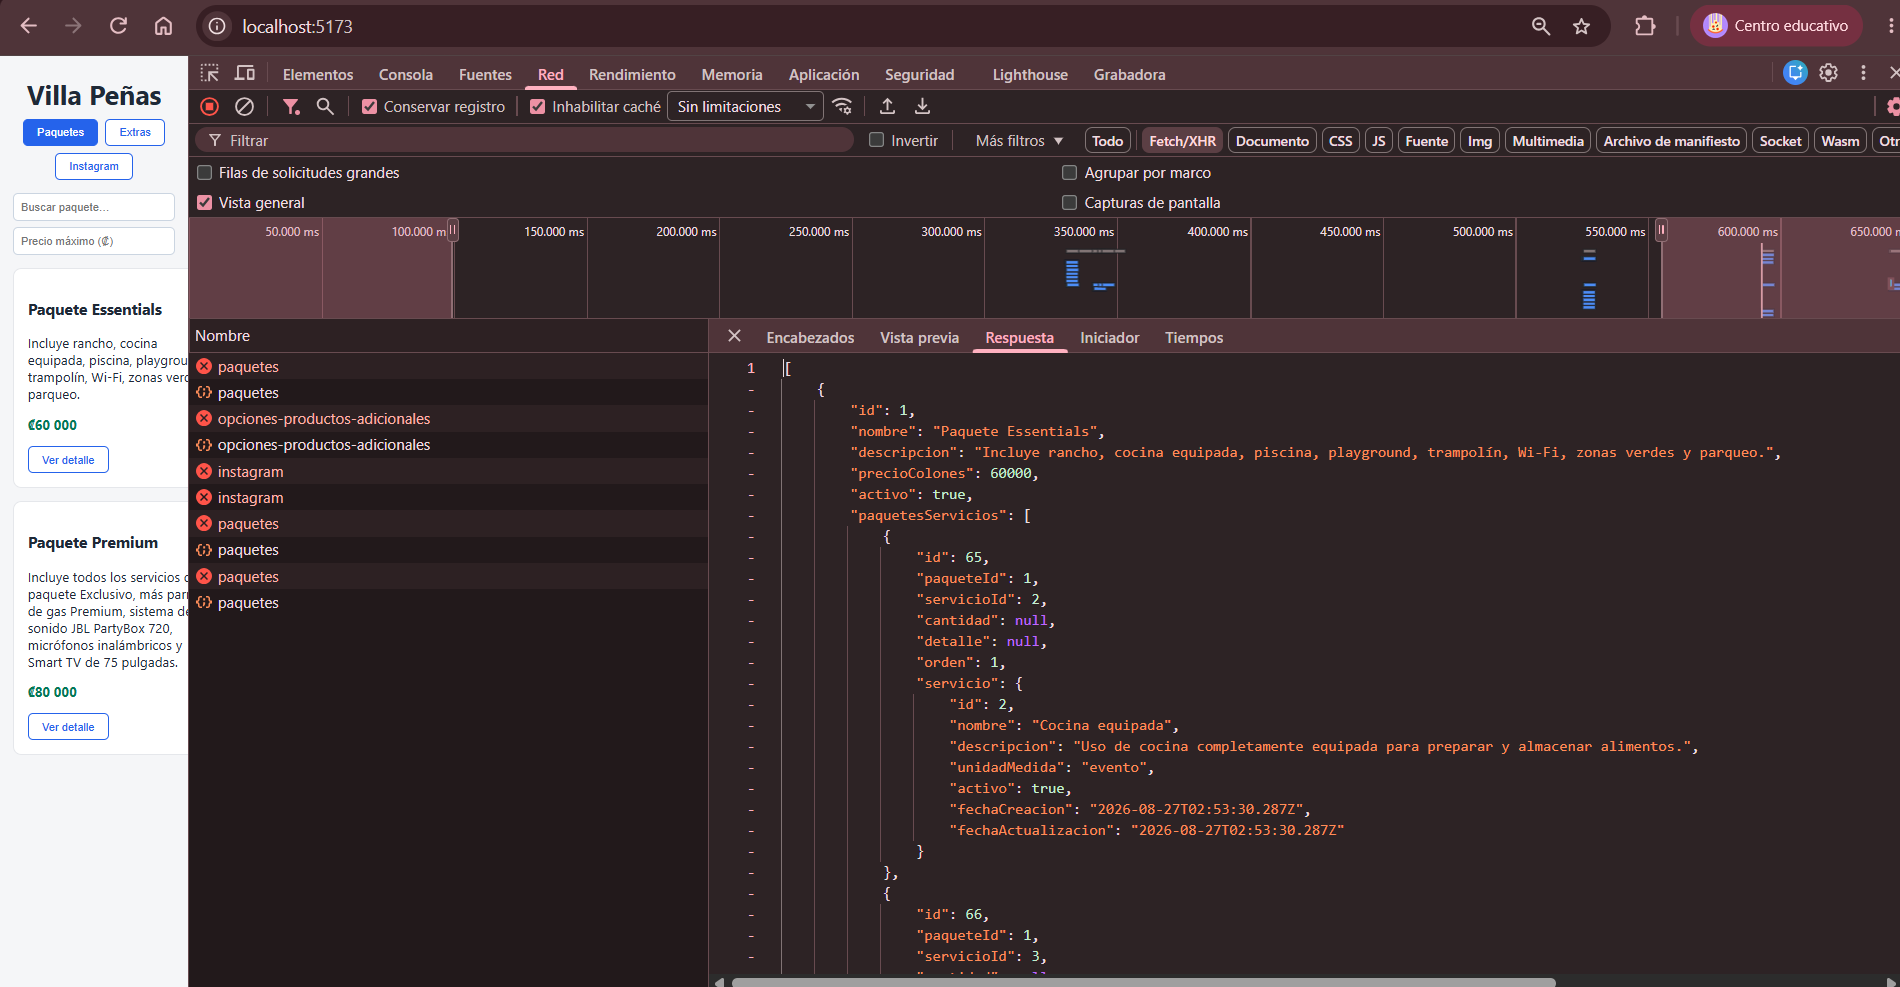 localhost:5173
Centro educativo
Villa Peñas
Paquetes
Extras
Instagram
Buscar paquete...
Precio máximo (₡)
Paquete Essentials
Incluye rancho, cocina
equipada, piscina, playgrou
trampolín, Wi-Fi, zonas verd
parqueo.
₡60 000
Ver detalle
Paquete Premium
Incluye todos los servicios d
paquete Exclusivo, más parr
de gas Premium, sistema de
sonido JBL PartyBox 720,
micrófonos inalámbricos y
Smart TV de 75 pulgadas.
₡80 000
Ver detalle
Elementos Consola Fuentes Red Rendimiento Memoria Aplicación Seguridad Lighthouse Grabadora
Conservar registro Inhabilitar caché Sin limitaciones
Filtrar Invertir Más filtros Todo Fetch/XHR Documento CSS JS Fuente Img Multimedia Archivo de manifiesto Socket Wasm Otr
Filas de solicitudes grandes Agrupar por marco
Vista general Capturas de pantalla
50.000 ms 100.000 m 150.000 ms 200.000 ms 250.000 ms 300.000 ms 350.000 ms 400.000 ms 450.000 ms 500.000 ms 550.000 ms 600.000 ms 650.000 m
Nombre
paquetes
paquetes
opciones-productos-adicionales
opciones-productos-adicionales
instagram
instagram
paquetes
paquetes
paquetes
paquetes
Encabezados Vista previa Respuesta Iniciador Tiempos
1 [
- {
- "id": 1,
- "nombre": "Paquete Essentials",
- "descripcion": "Incluye rancho, cocina equipada, piscina, playground, trampolín, Wi-Fi, zonas verdes y parqueo.",
- "precioColones": 60000,
- "activo": true,
- "paquetesServicios": [
- {
- "id": 65,
- "paqueteId": 1,
- "servicioId": 2,
- "cantidad": null,
- "detalle": null,
- "orden": 1,
- "servicio": {
- "id": 2,
- "nombre": "Cocina equipada",
- "descripcion": "Uso de cocina completamente equipada para preparar y almacenar alimentos.",
- "unidadMedida": "evento",
- "activo": true,
- "fechaCreacion": "2026-08-27T02:53:30.287Z",
- "fechaActualizacion": "2026-08-27T02:53:30.287Z"
- }
- },
- {
- "id": 66,
- "paqueteId": 1,
- "servicioId": 3,